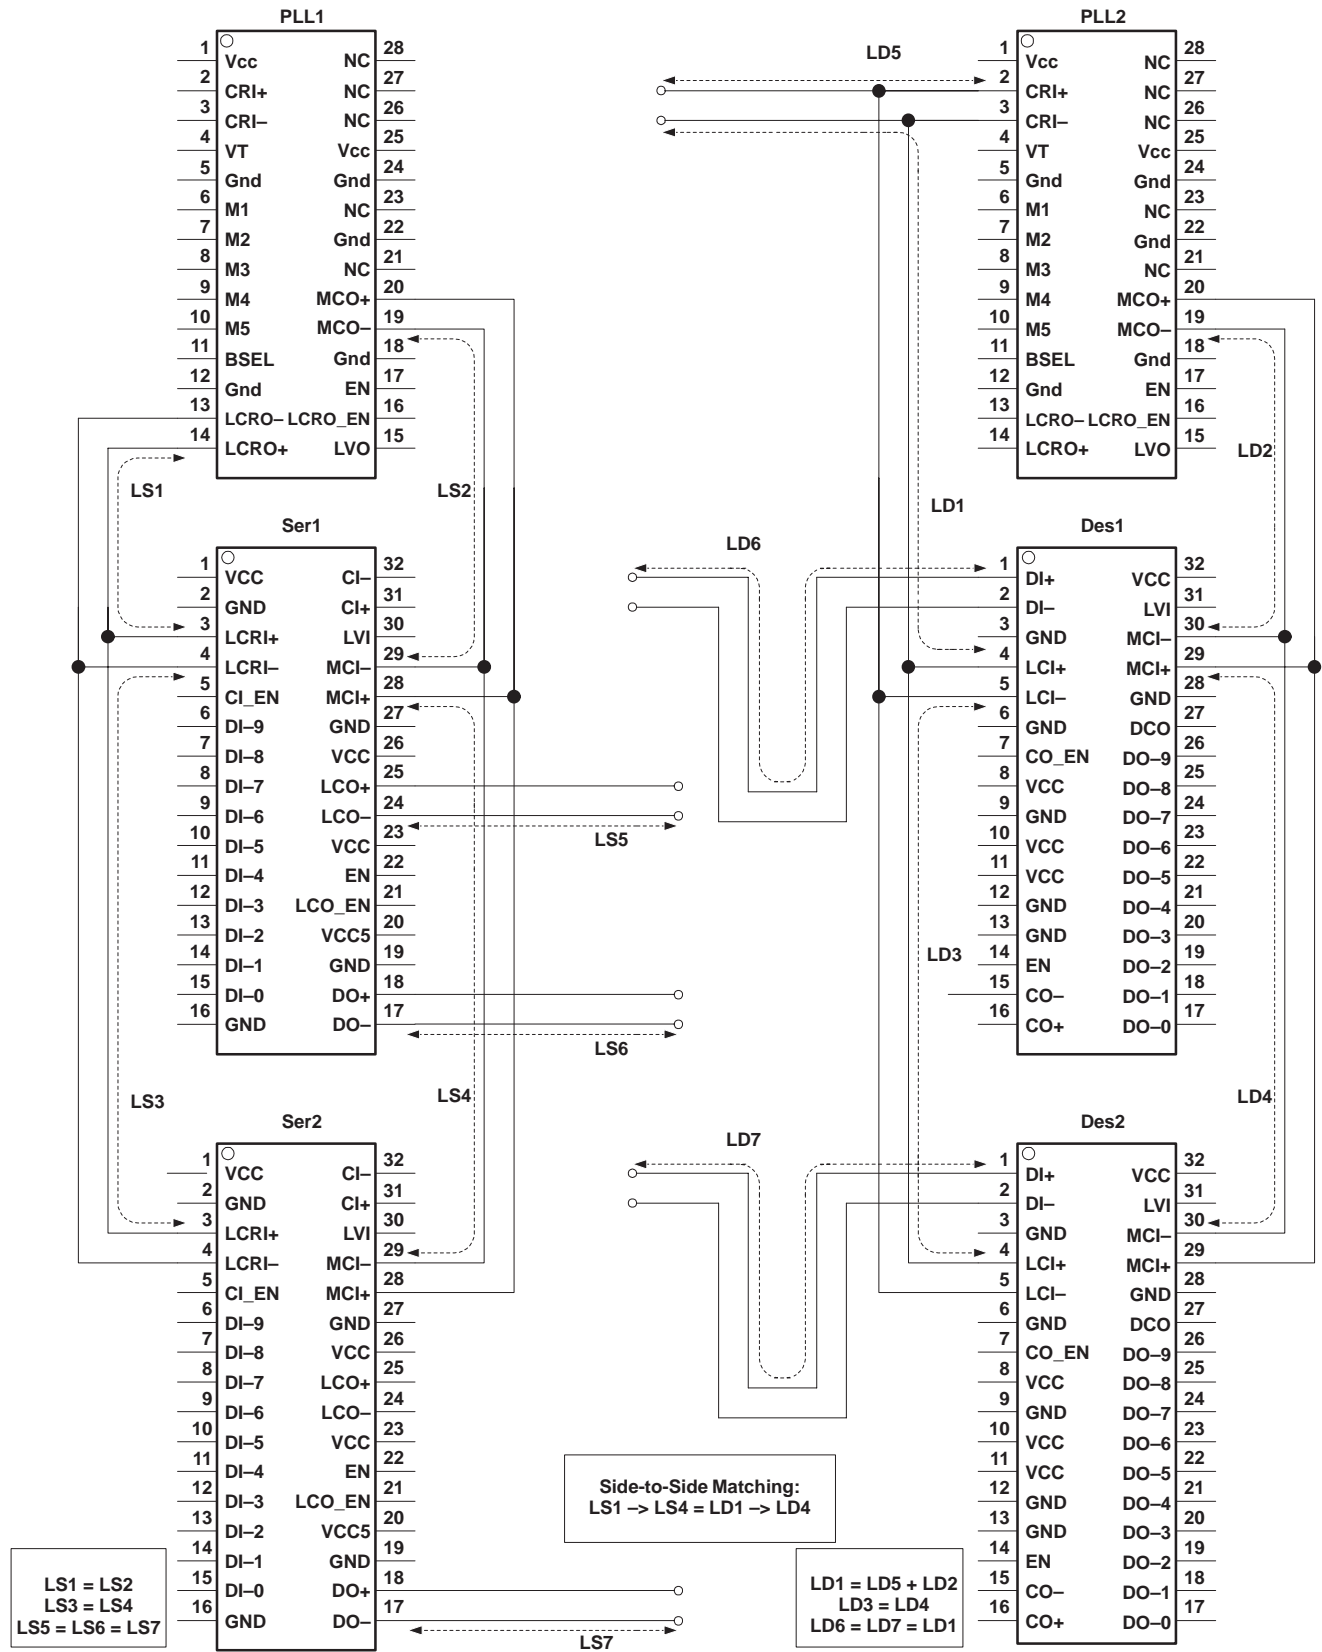 PLL1
1 Vcc NC 28
2 CRI+ NC 27
3 CRI– NC 26
4 VT Vcc 25
5 Gnd Gnd 24
6 M1 NC 23
7 M2 Gnd 22
8 M3 NC 21
9 M4 MCO+ 20
10 M5 MCO– 19
11 BSEL Gnd 18
12 Gnd EN 17
13 LCRO– LCRO_EN 16
14 LCRO+ LVO 15
LS1
LS2
Ser1
1 VCC CI– 32
2 GND CI+ 31
3 LCRI+ LVI 30
4 LCRI– MCI– 29
5 CI_EN MCI+ 28
6 DI–9 GND 27
7 DI–8 VCC 26
8 DI–7 LCO+ 25
9 DI–6 LCO– 24
10 DI–5 VCC 23
11 DI–4 EN 22
12 DI–3 LCO_EN 21
13 DI–2 VCC5 20
14 DI–1 GND 19
15 DI–0 DO+ 18
16 GND DO– 17
LS5
LS6
LS3
LS4
Ser2
1 VCC CI– 32
2 GND CI+ 31
3 LCRI+ LVI 30
4 LCRI– MCI– 29
5 CI_EN MCI+ 28
6 DI–9 GND 27
7 DI–8 VCC 26
8 DI–7 LCO+ 25
9 DI–6 LCO– 24
10 DI–5 VCC 23
11 DI–4 EN 22
12 DI–3 LCO_EN 21
13 DI–2 VCC5 20
14 DI–1 GND 19
15 DI–0 DO+ 18
16 GND DO– 17
LS7
LS1 = LS2
LS3 = LS4
LS5 = LS6 = LS7
PLL2
LD5
1 Vcc NC 28
2 CRI+ NC 27
3 CRI– NC 26
4 VT Vcc 25
5 Gnd Gnd 24
6 M1 NC 23
7 M2 Gnd 22
8 M3 NC 21
9 M4 MCO+ 20
10 M5 MCO– 19
11 BSEL Gnd 18
12 Gnd EN 17
13 LCRO– LCRO_EN 16
14 LCRO+ LVO 15
LD2
LD1
LD6
Des1
1 DI+ VCC 32
2 DI– LVI 31
3 GND MCI– 30
4 LCI+ MCI+ 29
5 LCI– GND 28
6 GND DCO 27
7 CO_EN DO–9 26
8 VCC DO–8 25
9 GND DO–7 24
10 VCC DO–6 23
11 VCC DO–5 22
12 GND DO–4 21
13 GND DO–3 20
14 EN DO–2 19
15 CO– DO–1 18
16 CO+ DO–0 17
LD3
LD4
LD7
Des2
1 DI+ VCC 32
2 DI– LVI 31
3 GND MCI– 30
4 LCI+ MCI+ 29
5 LCI– GND 28
6 GND DCO 27
7 CO_EN DO–9 26
8 VCC DO–8 25
9 GND DO–7 24
10 VCC DO–6 23
11 VCC DO–5 22
12 GND DO–4 21
13 GND DO–3 20
14 EN DO–2 19
15 CO– DO–1 18
16 CO+ DO–0 17
Side-to-Side Matching:
LS1 –> LS4 = LD1 –> LD4
LD1 = LD5 + LD2
LD3 = LD4
LD6 = LD7 = LD1